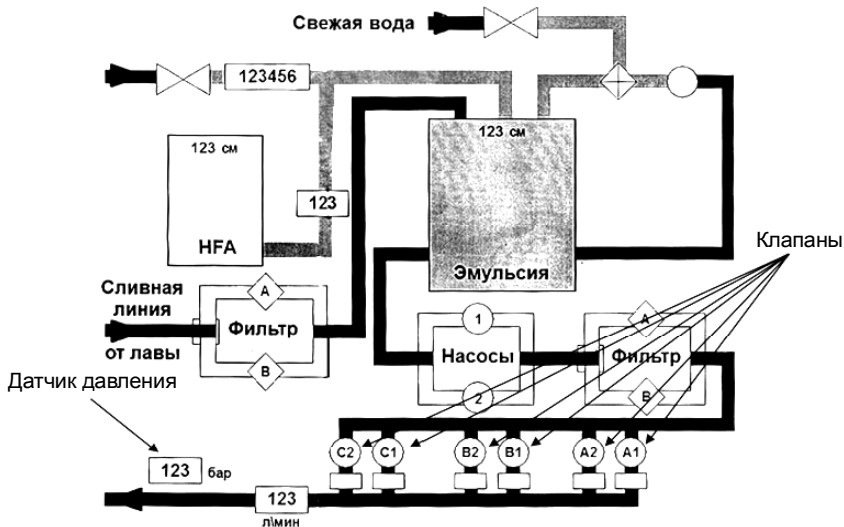 Свежая вода
123456
123 см
123 см
123
HFA
Эмульсия
Клапаны
Сливная
линия
от лавы
A
Фильтр
B
1
Насосы
2
A
Фильтр
B
Датчик давления
C2
C1
B2
B1
A2
A1
123 бар
123
л\мин